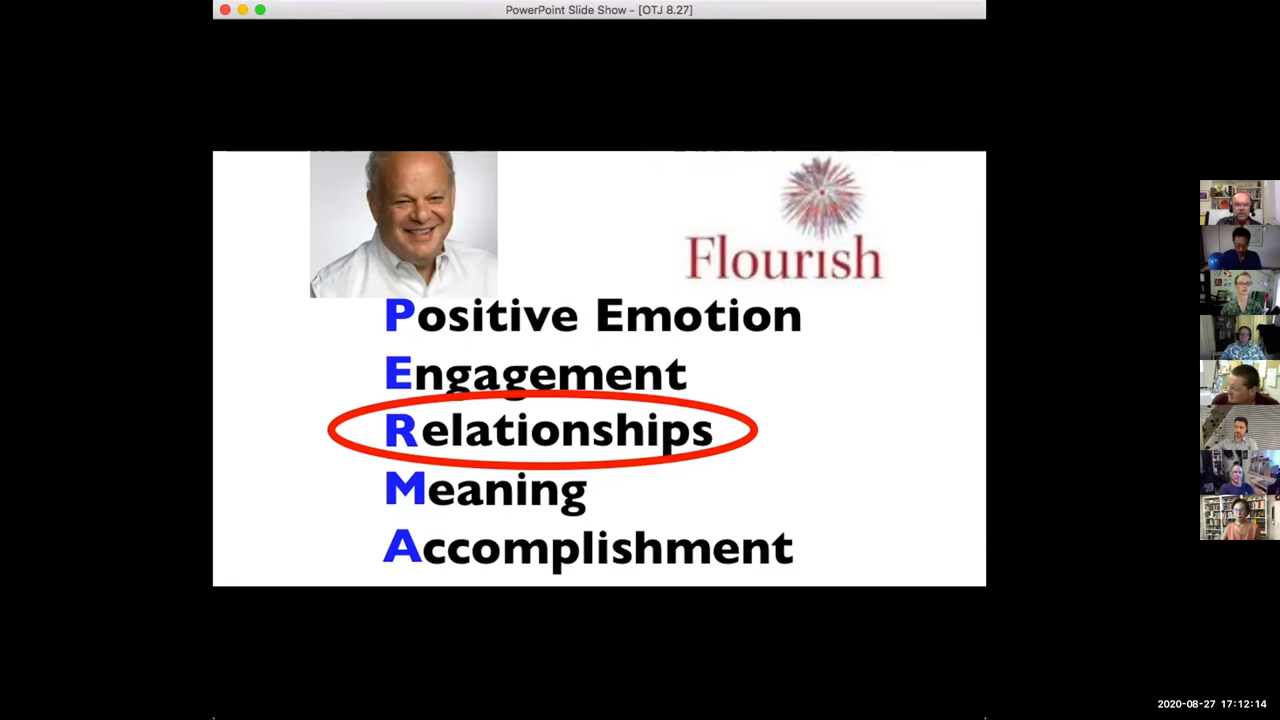 PowerPoint Slide Show - [OTJ 8.27]
Flourish
Positive Emotion
Engagement
Relationships
Meaning
Accomplishment
2020-08-27 17:12:14